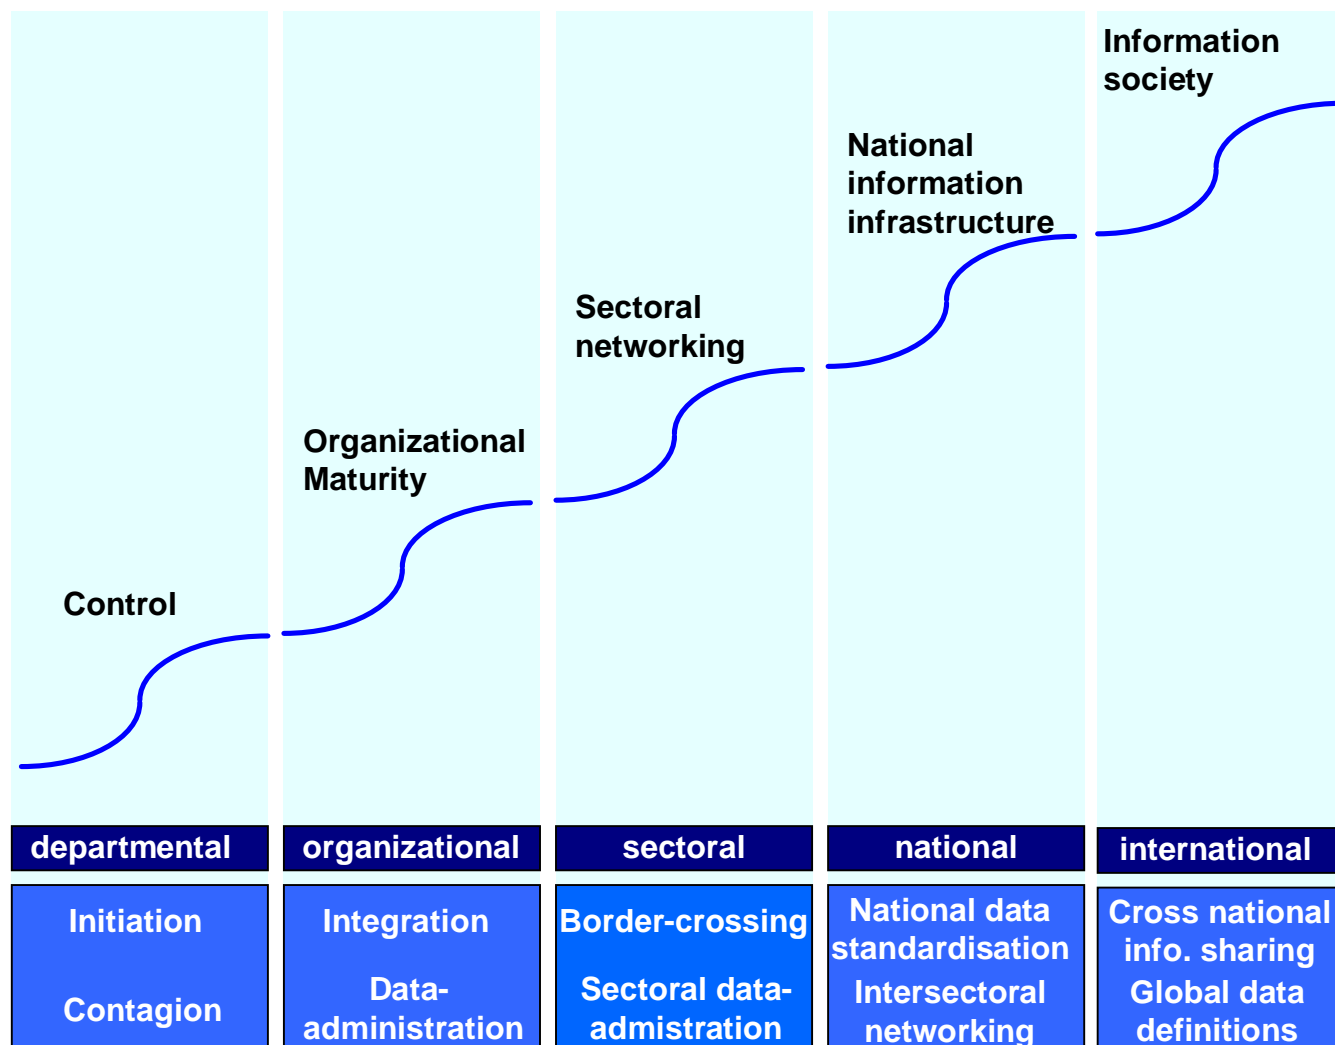 Information
society
National
information
infrastructure
Sectoral
networking
Organizational
Maturity
Control
departmental
organizational
sectoral
national
international
Initiation
Contagion
Integration
Data-
administration
Border-crossing
Sectoral data-
admistration
National data
standardisation
Intersectoral
networking
Cross national
info. sharing
Global data
definitions